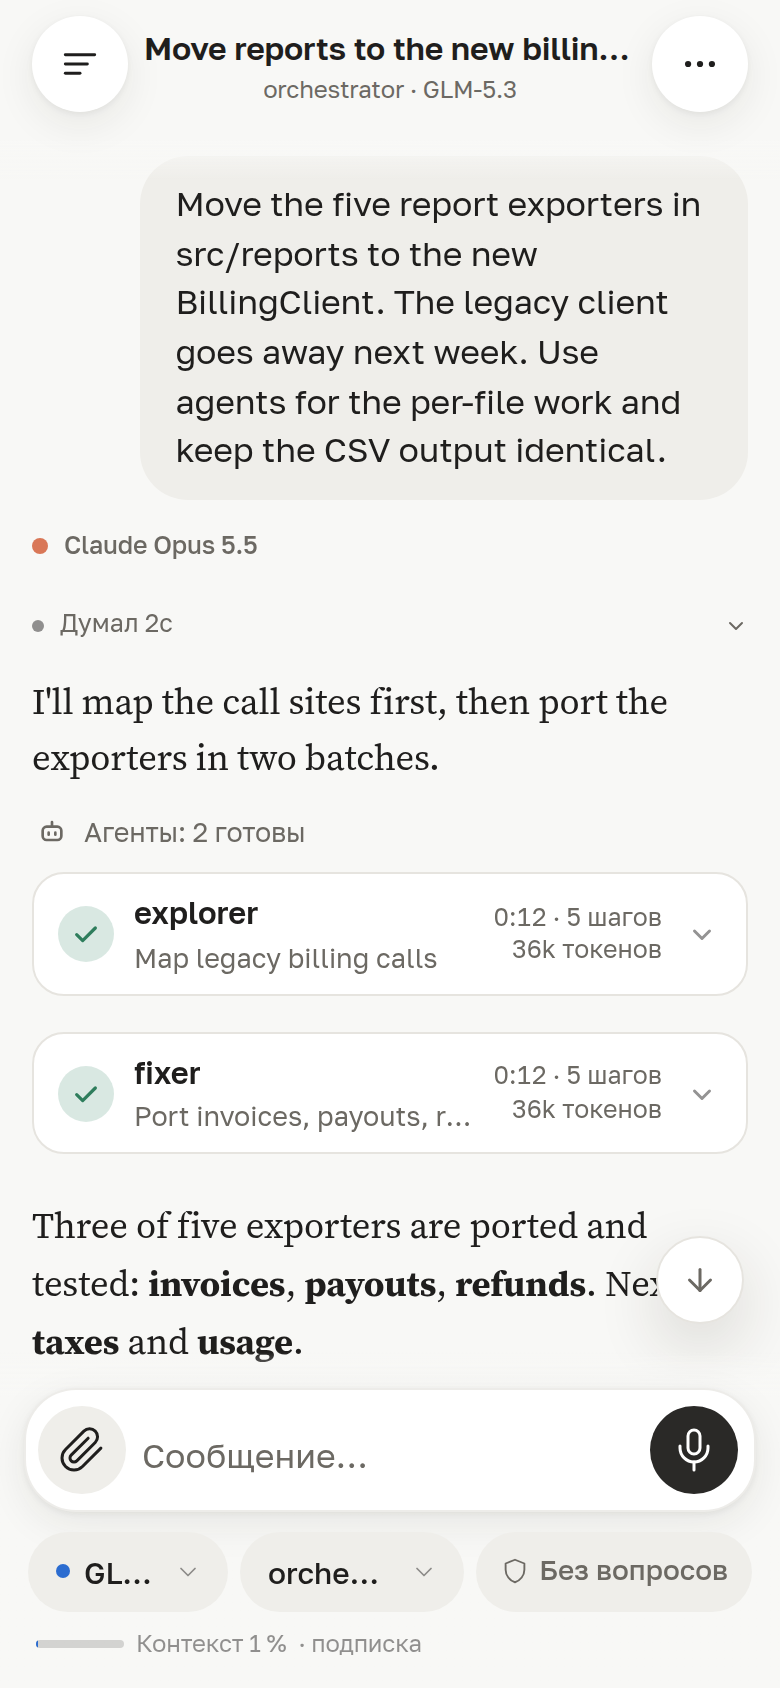 Move reports to the new billin...
orchestrator · GLM-5.3
Move the five report exporters in
src/reports to the new
BillingClient. The legacy client
goes away next week. Use
agents for the per-file work and
keep the CSV output identical.
Claude Opus 5.5
Думал 2с
I'll map the call sites first, then port the
exporters in two batches.
Агенты: 2 готовы
explorer
0:12 · 5 шагов
Map legacy billing calls
36k токенов
fixer
0:12 · 5 шагов
Port invoices, payouts, r...
36k токенов
Three of five exporters are ported and
tested: invoices, payouts, refunds.
taxes and usage.
Сообщение...
GL...
orche...
Без вопросов
Контекст 1 % · подписка